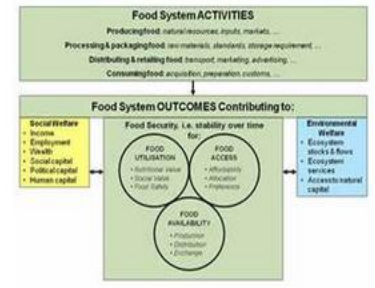 Food System ACTIVITIES
Producing food: natural resources, inputs, markets, ...
Processing & packaging food: raw materials, standards, storage requirement, ...
Distributing & retailing food: transport, marketing, advertising, ...
Consuming food: acquisition, preparation, customs, ...
Food System OUTCOMES Contributing to:
Social Welfare
• Income
• Employment
• Wealth
• Social capital
• Political capital
• Human capital
Food Security, i.e. stability over time
for:
FOOD
UTILISATION
• Nutritional Value
• Social Value
• Food Safety
FOOD
ACCESS
• Affordability
• Allocation
• Preference
FOOD
AVAILABILITY
• Production
• Distribution
• Exchange
Environmental
Welfare
• Ecosystem
stocks & flows
• Ecosystem
services
• Access to natural
capital